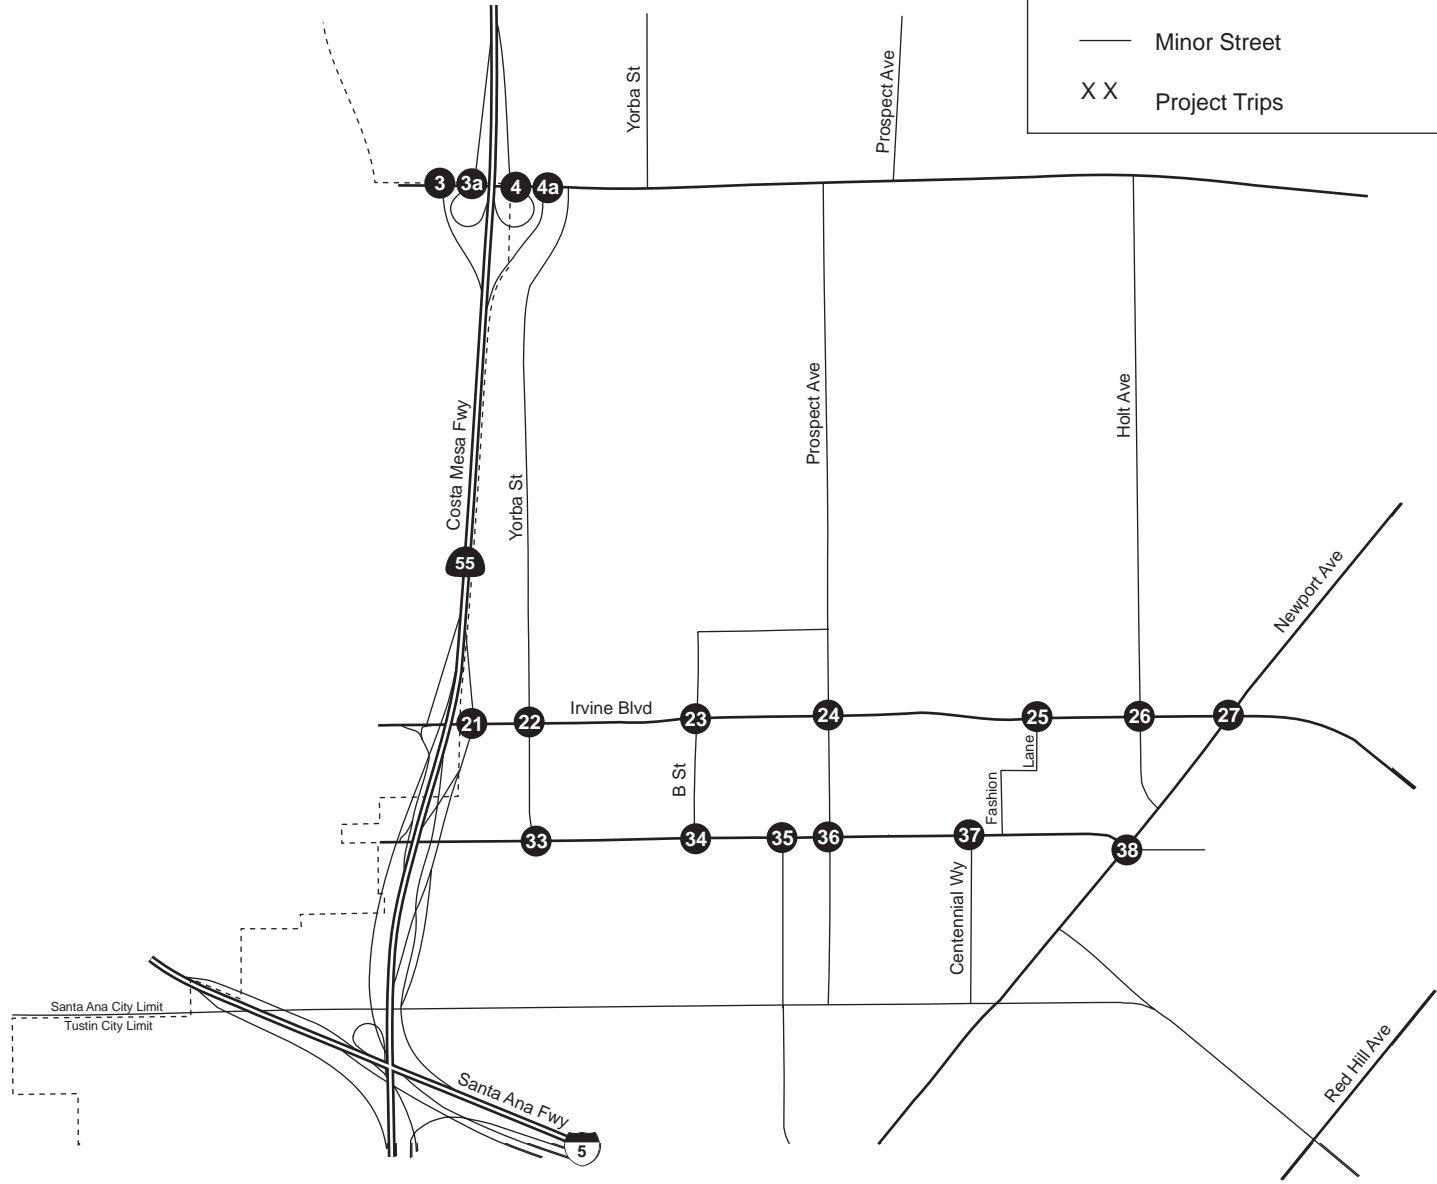 Minor Street
X X Project Trips
Yorba St
Prospect Ave
3
3a
4
4a
Costa Mesa Fwy
Yorba St
Prospect Ave
Holt Ave
55
Newport Ave
21
22
Irvine Blvd
23
24
25
26
27
B St
Lane
Fashion
33
34
35
36
37
38
Centennial Wy
Santa Ana City Limit
Tustin City Limit
Red Hill Ave
Santa Ana Fwy
5